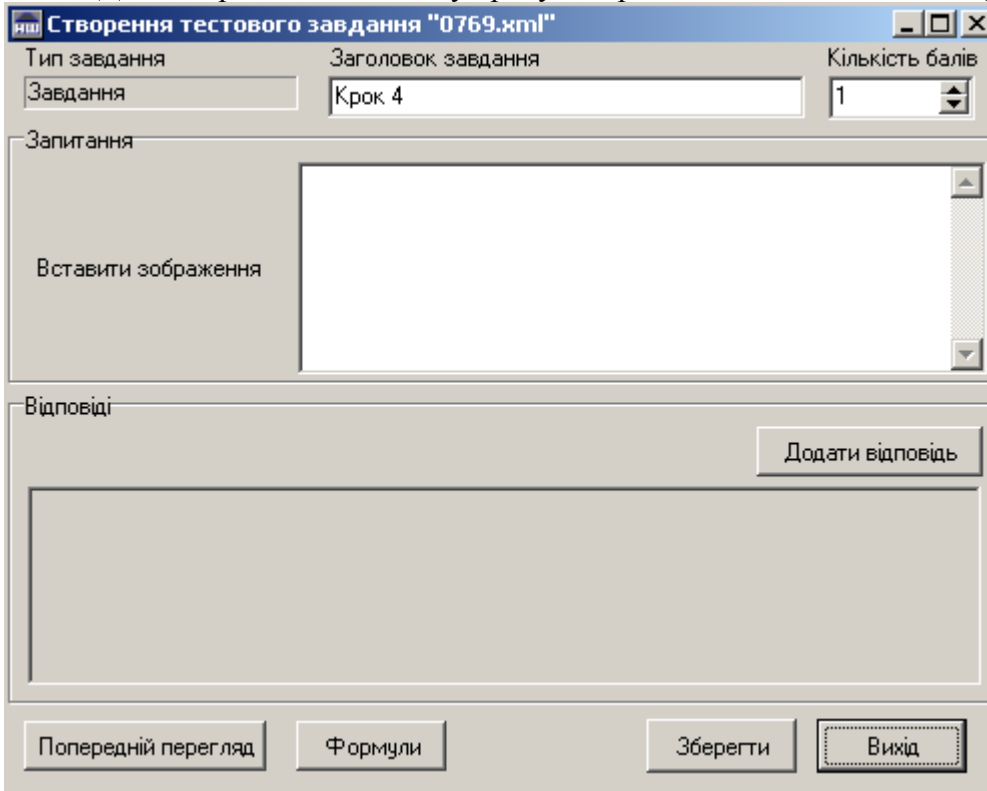 Створення тестового завдання "0769.xml"
Тип завдання Заголовок завдання Кількість балів
Завдання Крок 4 1
Запитання
Вставити зображення
Відповіді
Додати відповідь
Попередній перегляд Формули Зберегти Вихід